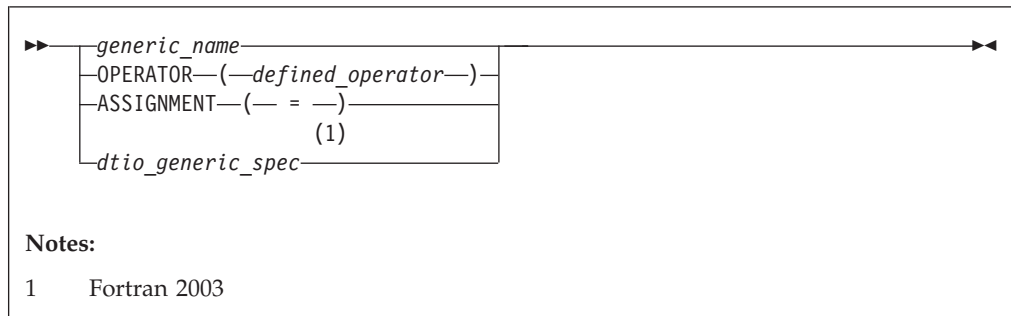 generic_name
OPERATOR ( defined_operator )
ASSIGNMENT ( = )
(1)
dtio_generic_spec
Notes:
1 Fortran 2003